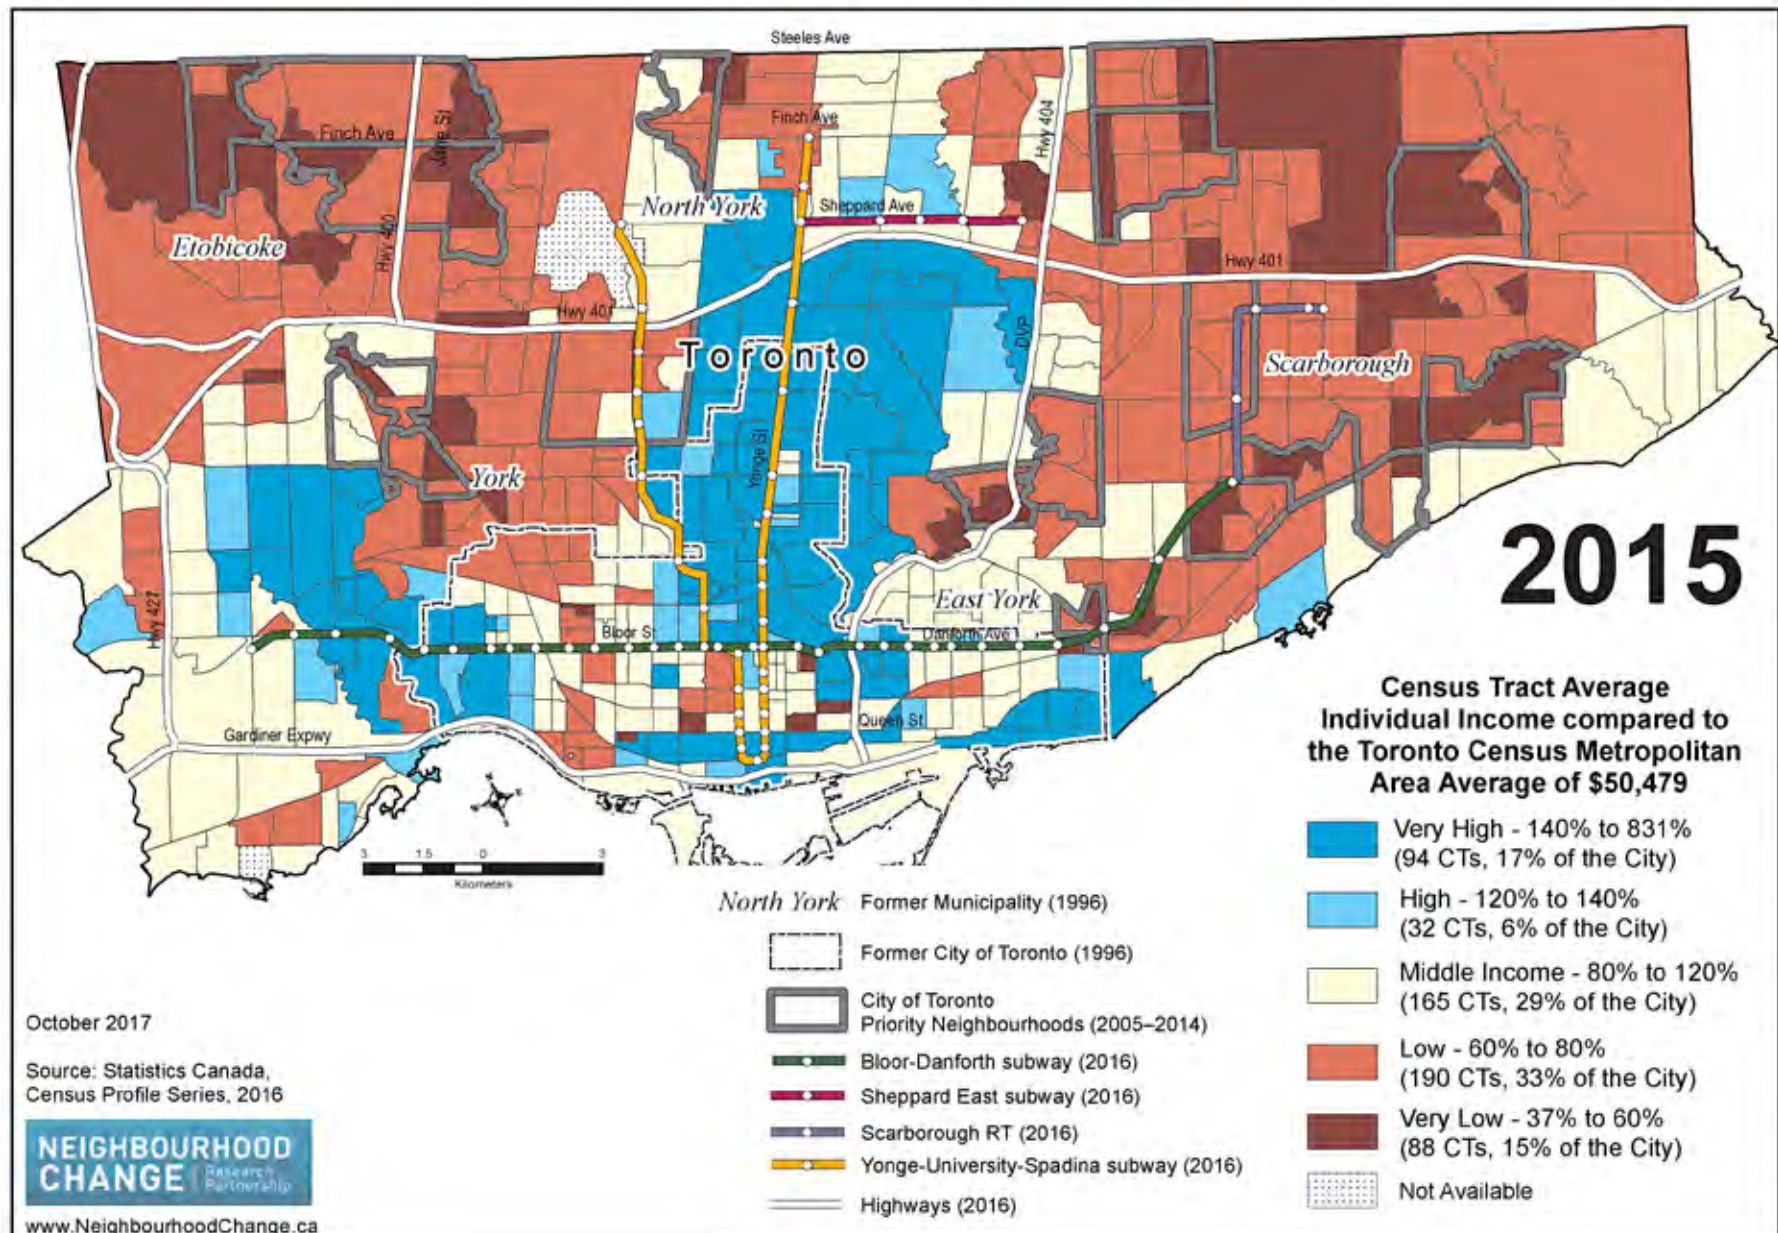 Steeles Ave
Finch Ave
Jane St
Finch Ave
Hwy 404
North York
Sheppard Ave
Etobicoke
Hwy 400
Hwy 401
Hwy 401
DVP
Toronto
Scarborough
Yonge St
York
2015
East York
Hwy 427
Bloor St
Danforth Ave
Queen St
Gardiner Expwy
3 1.5 0 3
Kilometers
Census Tract Average
Individual Income compared to
the Toronto Census Metropolitan
Area Average of $50,479
Very High - 140% to 831%
(94 CTs, 17% of the City)
High - 120% to 140%
(32 CTs, 6% of the City)
Middle Income - 80% to 120%
(165 CTs, 29% of the City)
Low - 60% to 80%
(190 CTs, 33% of the City)
Very Low - 37% to 60%
(88 CTs, 15% of the City)
Not Available
North York Former Municipality (1996)
Former City of Toronto (1996)
City of Toronto
Priority Neighbourhoods (2005–2014)
Bloor-Danforth subway (2016)
Sheppard East subway (2016)
Scarborough RT (2016)
Yonge-University-Spadina subway (2016)
Highways (2016)
October 2017
Source: Statistics Canada,
Census Profile Series, 2016
NEIGHBOURHOOD
CHANGE Research
Partnership
www.NeighbourhoodChange.ca